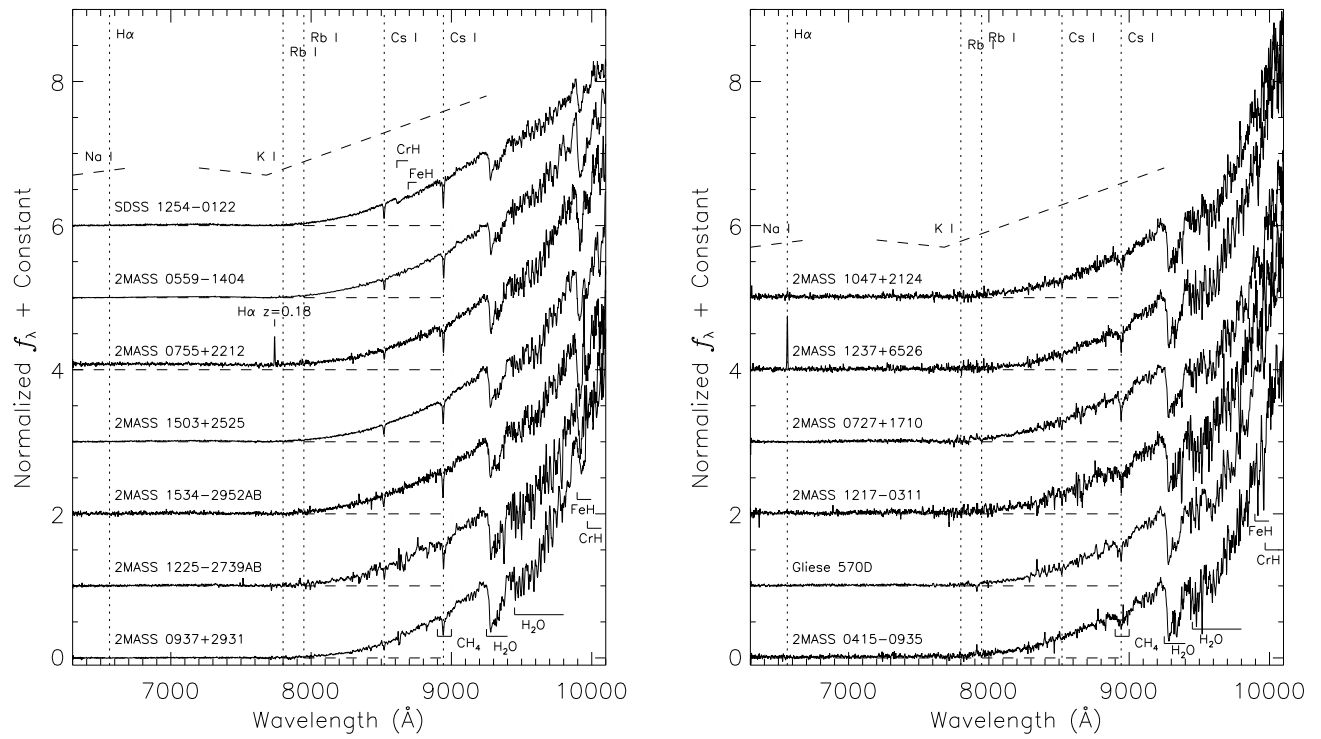 Hα
Rb I
Rb I
Cs I
Cs I
8
Na I
K I
CrH
FeH
SDSS 1254−0122
6
2MASS 0559−1404
Hα z=0.18
2MASS 0755+2212
4
2MASS 1503+2525
2MASS 1534−2952AB
2
FeH
CrH
2MASS 1225−2739AB
2MASS 0937+2931
H2O
CH4
H2O
0
7000
8000
9000
10000
Wavelength (Å)
Normalized fλ + Constant
Hα
Rb I
Rb I
Cs I
Cs I
8
6
Na I
K I
2MASS 1047+2124
2MASS 1237+6526
4
2MASS 0727+1710
2MASS 1217−0311
2
FeH
CrH
Gliese 570D
2MASS 0415−0935
CH4
H2O
H2O
0
7000
8000
9000
10000
Wavelength (Å)
Normalized fλ + Constant